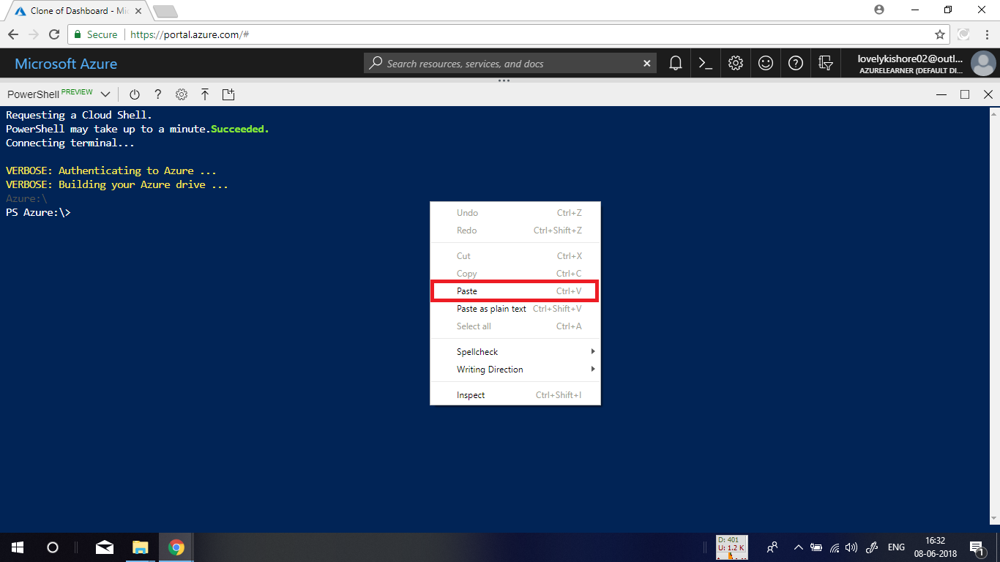 Clone of Dashboard - Mic
Secure
https://portal.azure.com/#
Microsoft Azure
Search resources, services, and docs
lovelykishore02@outl...
AZURELEARNER (DEFAULT DI...
PowerShell PREVIEW
Requesting a Cloud Shell.
PowerShell may take up to a minute.Succeeded.
Connecting terminal...
VERBOSE: Authenticating to Azure ...
VERBOSE: Building your Azure drive ...
Azure:\
PS Azure:\>
Undo Ctrl+Z
Redo Ctrl+Shift+Z
Cut Ctrl+X
Copy Ctrl+C
Paste Ctrl+V
Paste as plain text Ctrl+Shift+V
Select all Ctrl+A
Spellcheck
Writing Direction
Inspect Ctrl+Shift+I
D: 401
U: 1.2 K
ENG
16:32
08-06-2018
1